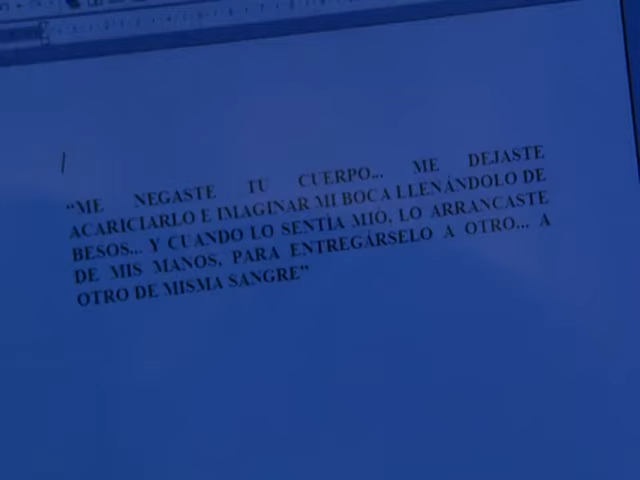 “ME NEGASTE TU CUERPO... ME DEJASTE
ACARICIARLO E IMAGINAR MI BOCA LLENÁNDOLO DE
BESOS... Y CUANDO LO SENTÍA MIÓ, LO ARRANCASTE
DE MIS MANOS, PARA ENTREGÁRSELO A OTRO... A
OTRO DE MISMA SANGRE”